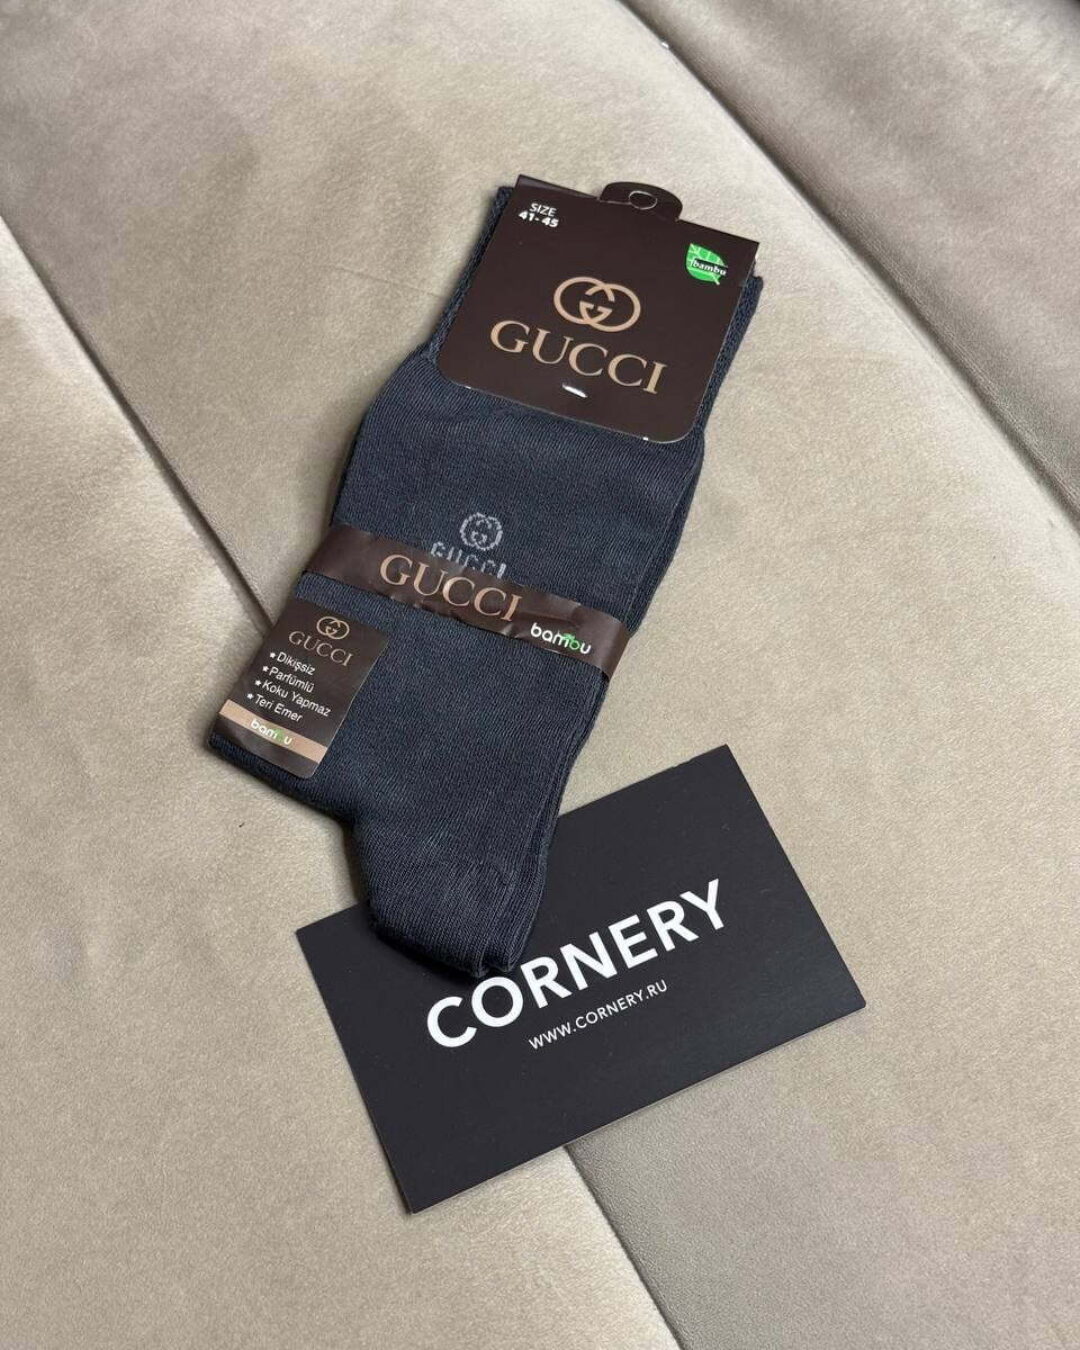 SIZE
41-45
bambu
GUCCI
GUCCI
GUCCI
bambu
GUCCI
★Dikişsiz
★Parfümlü
★Koku Yapmaz
★Teri Emer
bambu
CORNERY
WWW.CORNERY.RU